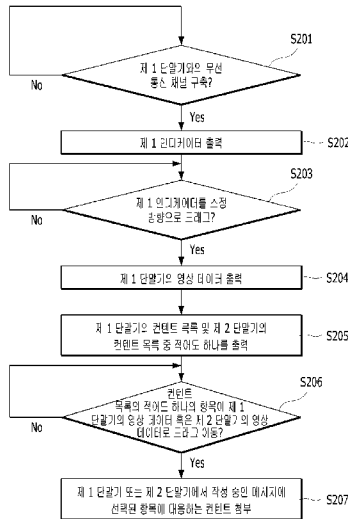 S201
제 1 단말기와의 무선
통신 채널 구축?
No
Yes
제 1 인디케이터 출력
S202
S203
제 1 인디케이터를 소정
방향으로 드래그?
No
Yes
제 1 단말기의 영상 데이터 출력
S204
제 1 단말기의 컨텐트 목록 및 제 2 단말기의
컨텐트 목록 중 적어도 하나를 출력
S205
S206
컨텐트
목록의 적어도 하나의 항목이 제 1
단말기의 영상 데이터 혹은 제 2 단말기의 영상
데이터로 드래그 이동?
No
Yes
제 1 단말기 또는 제 2 단말기에서 작성 중인 메시지에
선택된 항목에 대응하는 컨텐트 첨부
S207